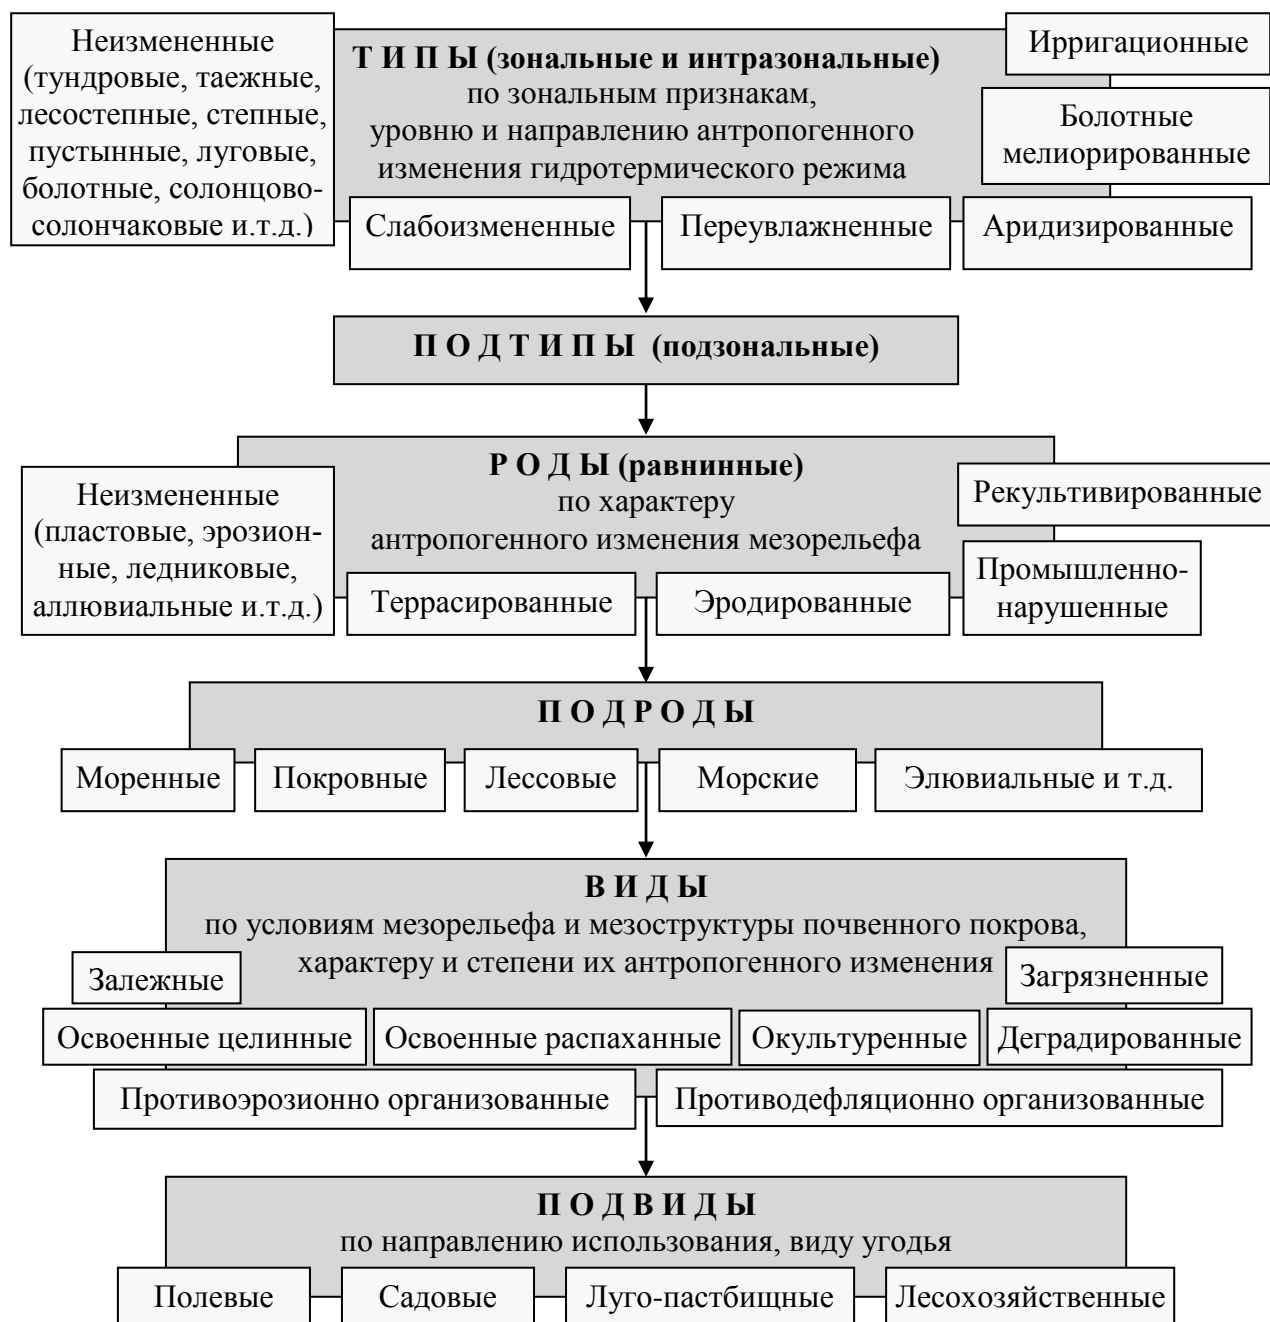 Неизмененные
(тундровые, таежные,
лесостепные, степные,
пустынные, луговые,
болотные, солонцово-
солончаковые и.т.д.)
Т И П Ы (зональные и интразональные)
по зональным признакам,
уровню и направлению антропогенного
изменения гидротермического режима
Ирригационные
Болотные
мелиорированные
Слабоизмененные
Переувлажненные
Аридизированные
П О Д Т И П Ы (подзональные)
Р О Д Ы (равнинные)
по характеру
антропогенного изменения мезорельефа
Неизмененные
(пластовые, эрозион-
ные, ледниковые,
аллювиальные и.т.д.)
Рекультивированные
Промышленно-
нарушенные
Террасированные
Эродированные
П О Д Р О Д Ы
Моренные
Покровные
Лессовые
Морские
Элювиальные и т.д.
В И Д Ы
по условиям мезорельефа и мезоструктуры почвенного покрова,
характеру и степени их антропогенного изменения
Залежные
Загрязненные
Освоенные целинные
Освоенные распаханные
Окультуренные
Деградированные
Противоэрозионно организованные
Противодефляционно организованные
П О Д В И Д Ы
по направлению использования, виду угодья
Полевые
Садовые
Луго-пастбищные
Лесохозяйственные